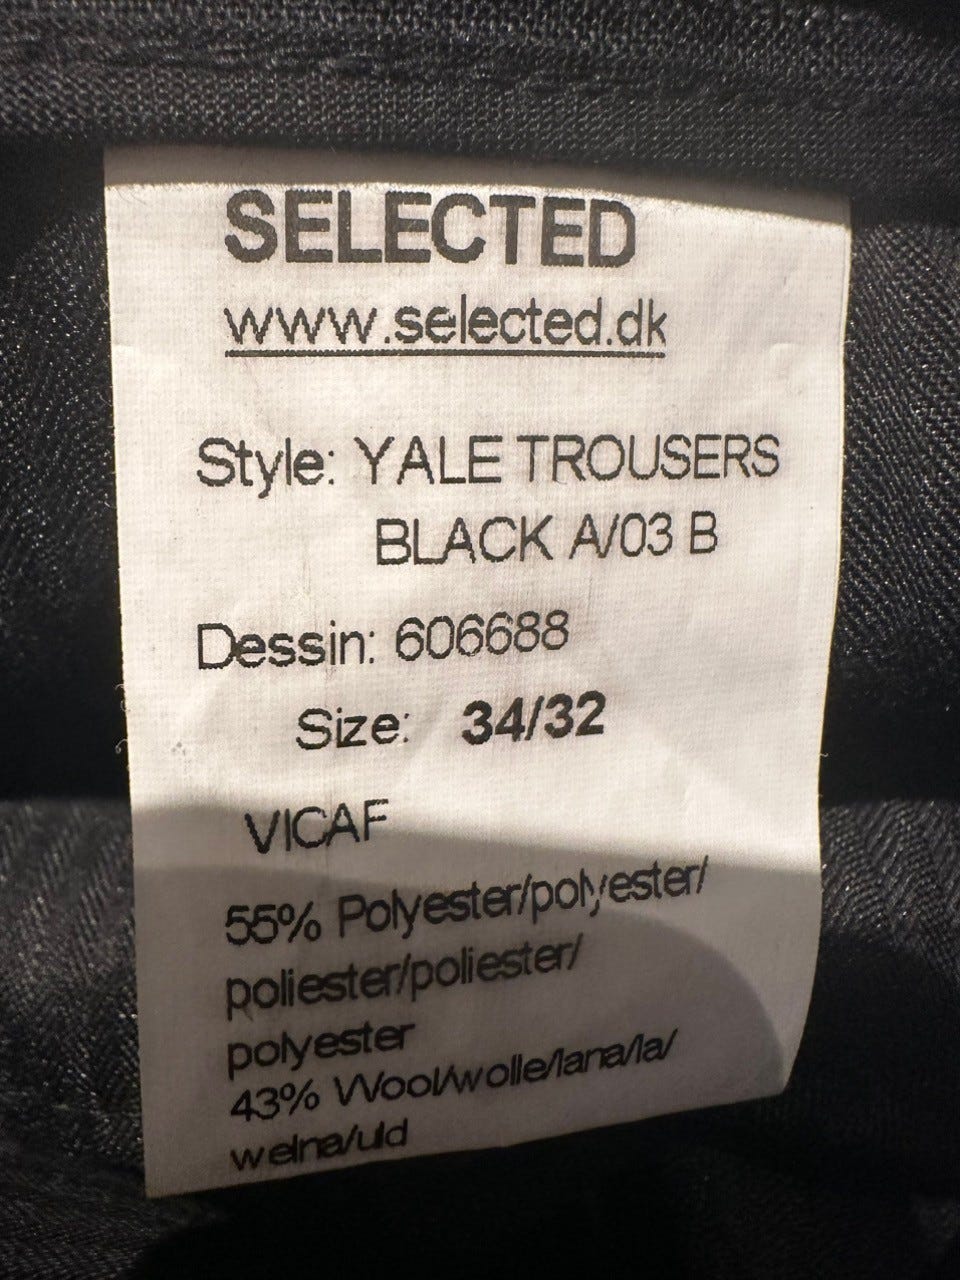 SELECTED
www.selected.dk
Style: YALE TROUSERS
BLACK A/03 B
Dessin: 606688
Size: 34/32
VICAF
55% Polyester/polyester/
poliester/poliester/
polyester
43% Wool/wolle/lana/la/
welna/uld